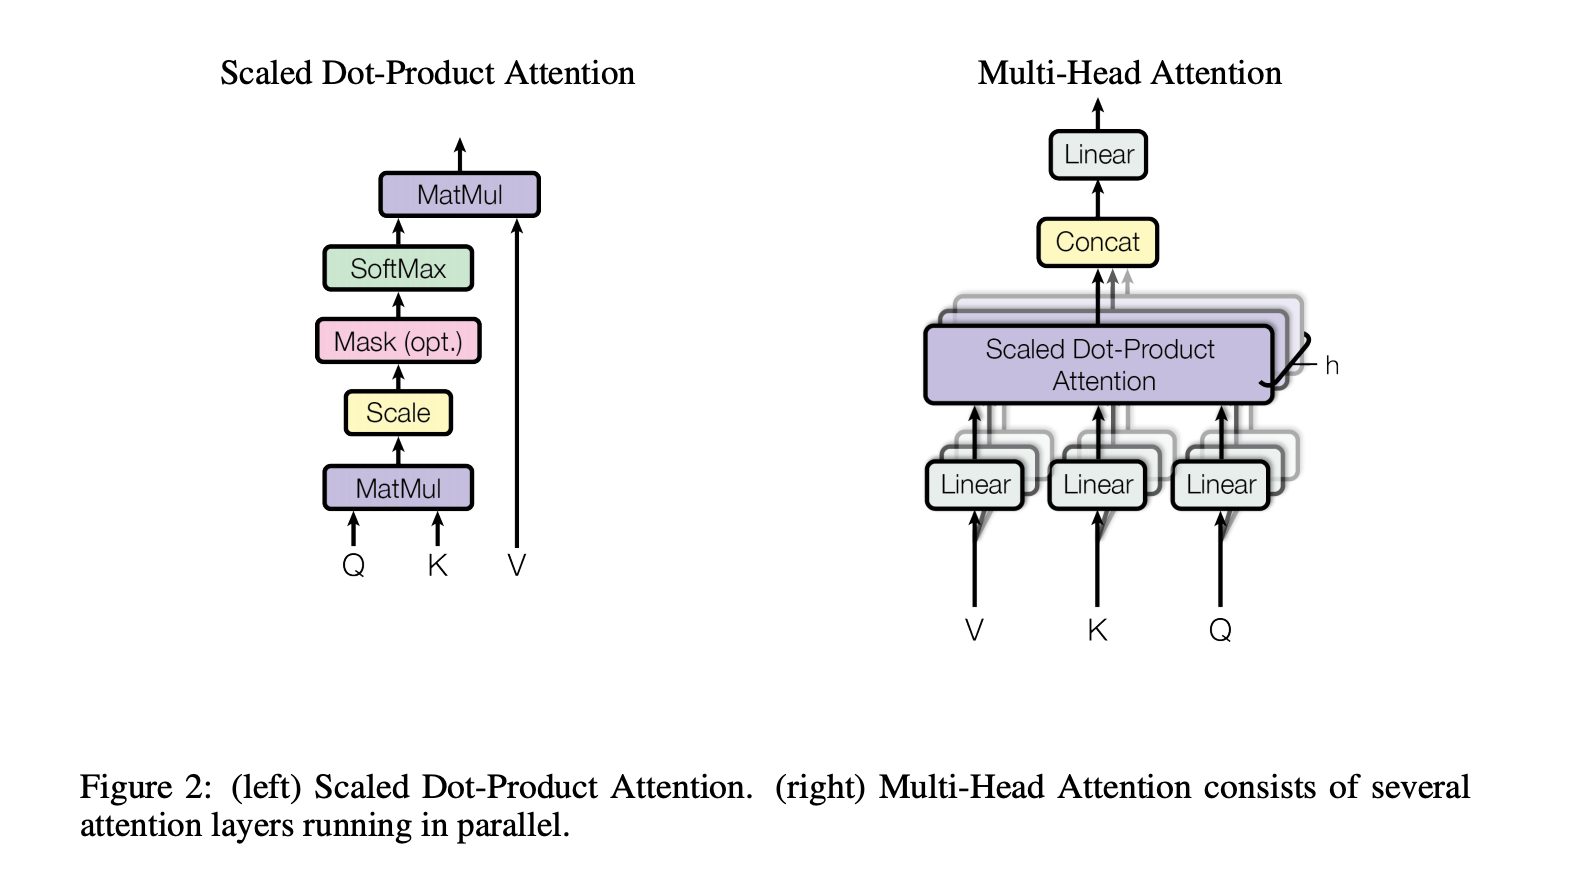 Scaled Dot-Product Attention
MatMul
SoftMax
Mask (opt.)
Scale
MatMul
Q K V
Multi-Head Attention
Linear
Concat
Scaled Dot-Product
Attention
h
Linear Linear Linear
V K Q
Figure 2: (left) Scaled Dot-Product Attention. (right) Multi-Head Attention consists of several
attention layers running in parallel.